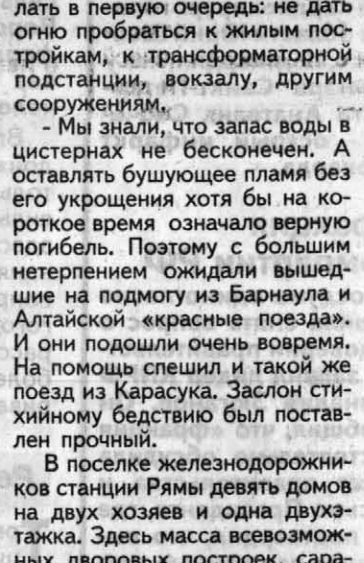 лать в первую очередь: не дать
огню пробраться к жилым пос-
тройкам, к трансформаторной
подстанции, вокзалу, другим
сооружениям.
- Мы знали, что запас воды в
цистернах не бесконечен. А
оставлять бушующее пламя без
его укрощения хотя бы на ко-
роткое время означало верную
погибель. Поэтому с большим
нетерпением ожидали вышед-
шие на подмогу из Барнаула и
Алтайской «красные поезда».
И они подошли очень вовремя.
На помощь спешил и такой же
поезд из Карасука. Заслон сти-
хийному бедствию был постав-
лен прочный.
В поселке железнодорожни-
ков станции Рямы девять домов
на двух хозяев и одна двухэ-
тажка. Здесь масса всевозмож-
ных дворовых построек, сара-